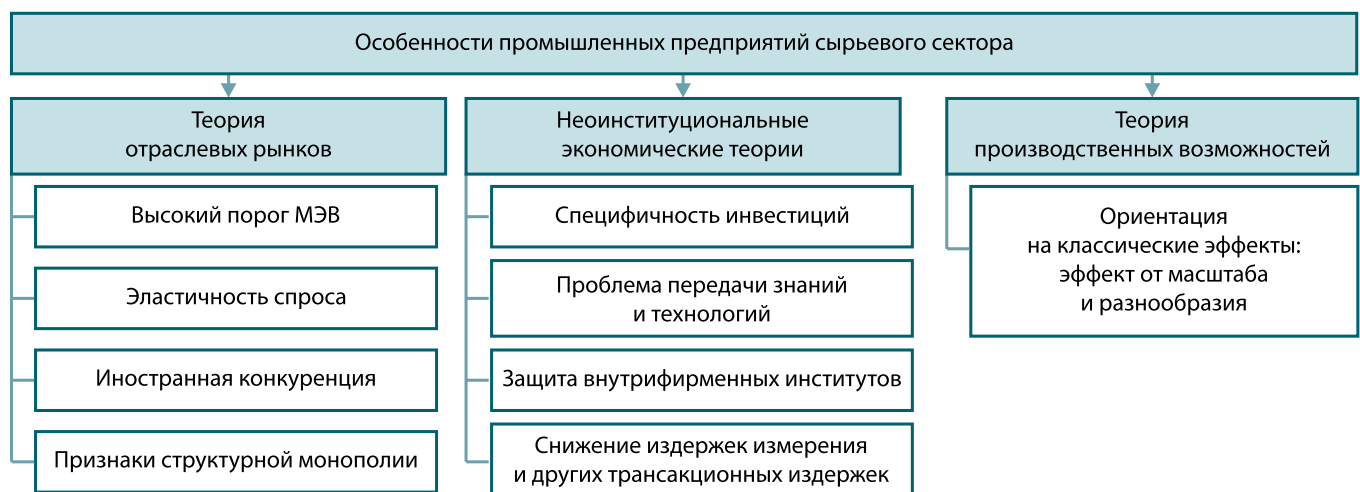 Особенности промышленных предприятий сырьевого сектора
Теория
отраслевых рынков
Высокий порог МЭВ
Эластичность спроса
Иностранная конкуренция
Признаки структурной монополии
Неоинституциональные
экономические теории
Специфичность инвестиций
Проблема передачи знаний
и технологий
Защита внутрифирменных институтов
Снижение издержек измерения
и других трансакционных издержек
Теория
производственных возможностей
Ориентация
на классические эффекты:
эффект от масштаба
и разнообразия